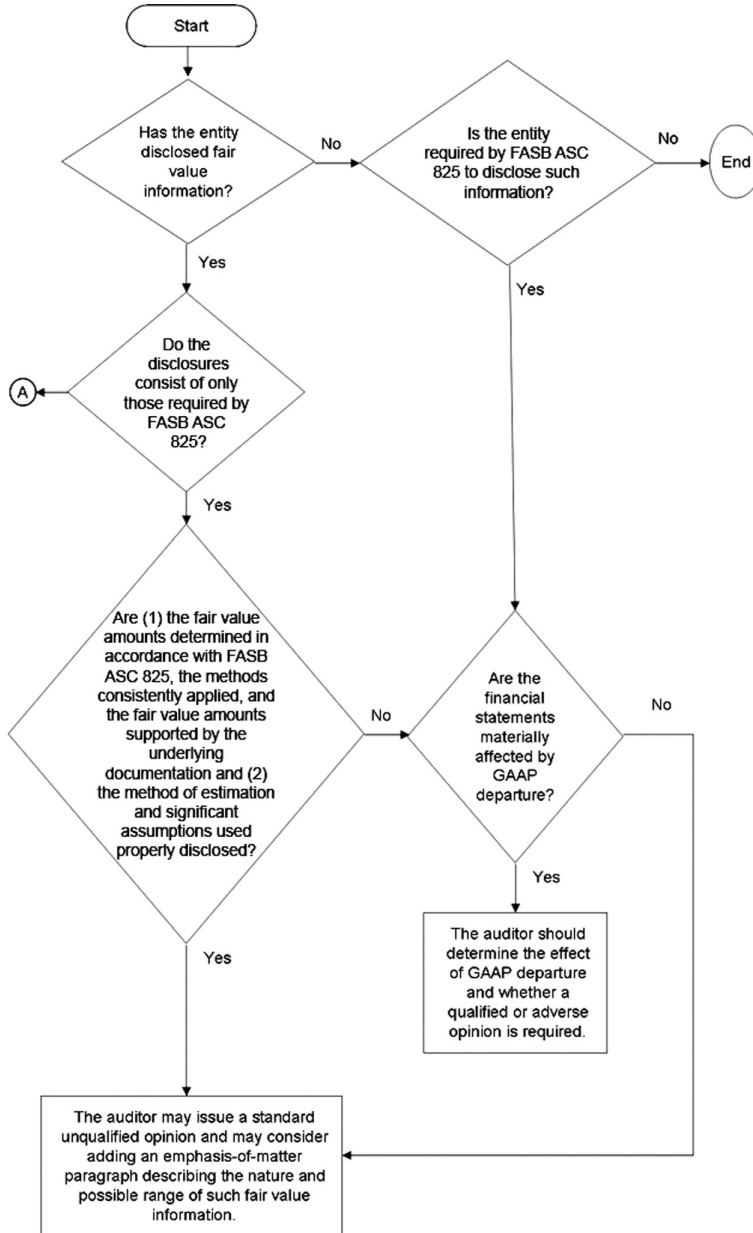 Start
Has the entity
disclosed fair
value
information?
No
Is the entity
required by FASB ASC
825 to disclose such
information?
No
End
Yes
Yes
Do the
disclosures
consist of only
those required by
FASB ASC
825?
A
Yes
Are (1) the fair value
amounts determined in
accordance with FASB
ASC 825, the methods
consistently applied, and
the fair value amounts
supported by the
underlying
documentation and (2)
the method of estimation
and significant
assumptions used
properly disclosed?
No
Are the
financial
statements
materially
affected by
GAAP
departure?
No
Yes
The auditor should
determine the effect
of GAAP departure
and whether a
qualified or adverse
opinion is required.
Yes
The auditor may issue a standard
unqualified opinion and may consider
adding an emphasis-of-matter
paragraph describing the nature and
possible range of such fair value
information.